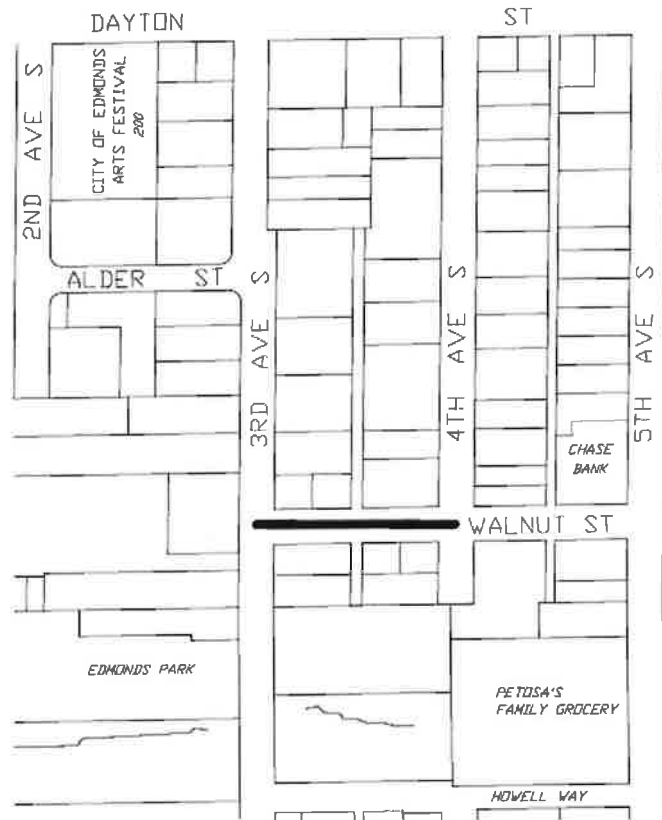 DAYTON ST
2ND AVE S
CITY OF EDMONDS
ARTS FESTIVAL
200
ALDER ST
3RD AVE S
4TH AVE S
5TH AVE S
CHASE
BANK
WALNUT ST
EDMONDS PARK
PETOSA'S
FAMILY GROCERY
HOWELL WAY